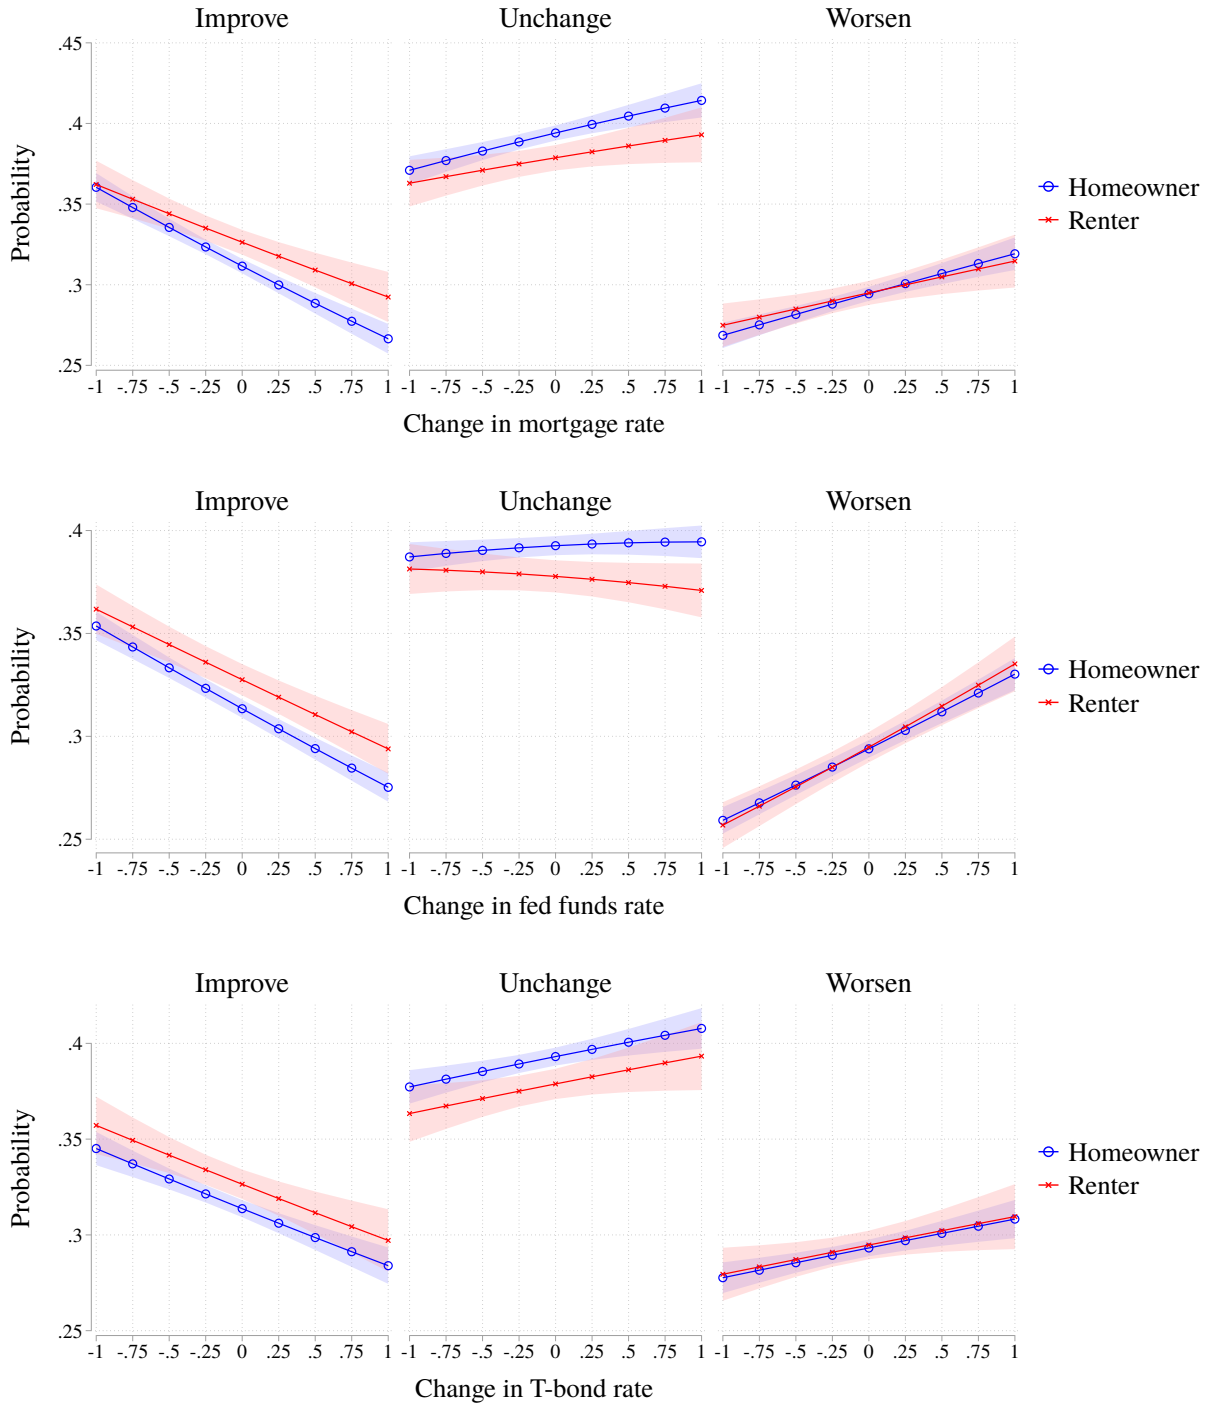 Improve Unchange Worsen
.45
.4
.35
.3
.25
Probability
-1 -.75 -.5 -.25 0 .25 .5 .75 1 -1 -.75 -.5 -.25 0 .25 .5 .75 1 -1 -.75 -.5 -.25 0 .25 .5 .75 1
Change in mortgage rate
Homeowner
Renter
Improve Unchange Worsen
.4
.35
.3
.25
Probability
-1 -.75 -.5 -.25 0 .25 .5 .75 1 -1 -.75 -.5 -.25 0 .25 .5 .75 1 -1 -.75 -.5 -.25 0 .25 .5 .75 1
Change in fed funds rate
Homeowner
Renter
Improve Unchange Worsen
.4
.35
.3
.25
Probability
-1 -.75 -.5 -.25 0 .25 .5 .75 1 -1 -.75 -.5 -.25 0 .25 .5 .75 1 -1 -.75 -.5 -.25 0 .25 .5 .75 1
Change in T-bond rate
Homeowner
Renter